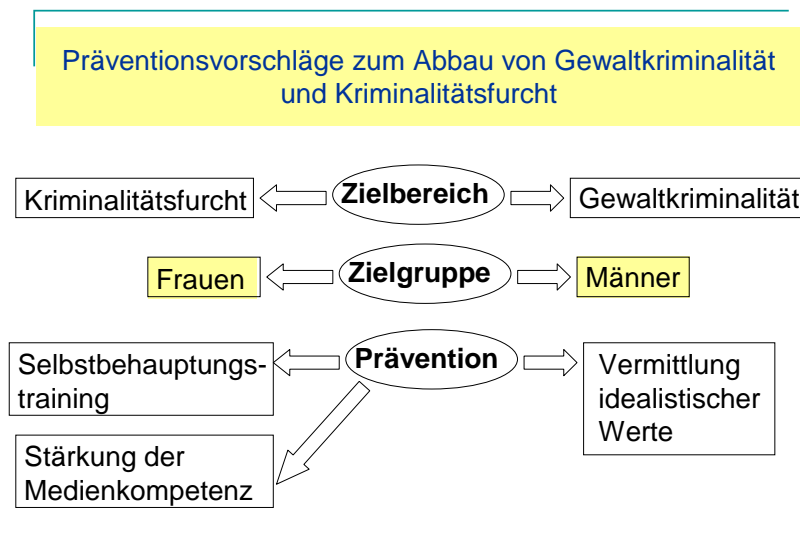 Präventionsvorschläge zum Abbau von Gewaltkriminalität
und Kriminalitätsfurcht
Kriminalitätsfurcht
Zielbereich
Gewaltkriminalität
Frauen
Zielgruppe
Männer
Selbstbehauptungs-
training
Prävention
Vermittlung
idealistischer
Werte
Stärkung der
Medienkompetenz